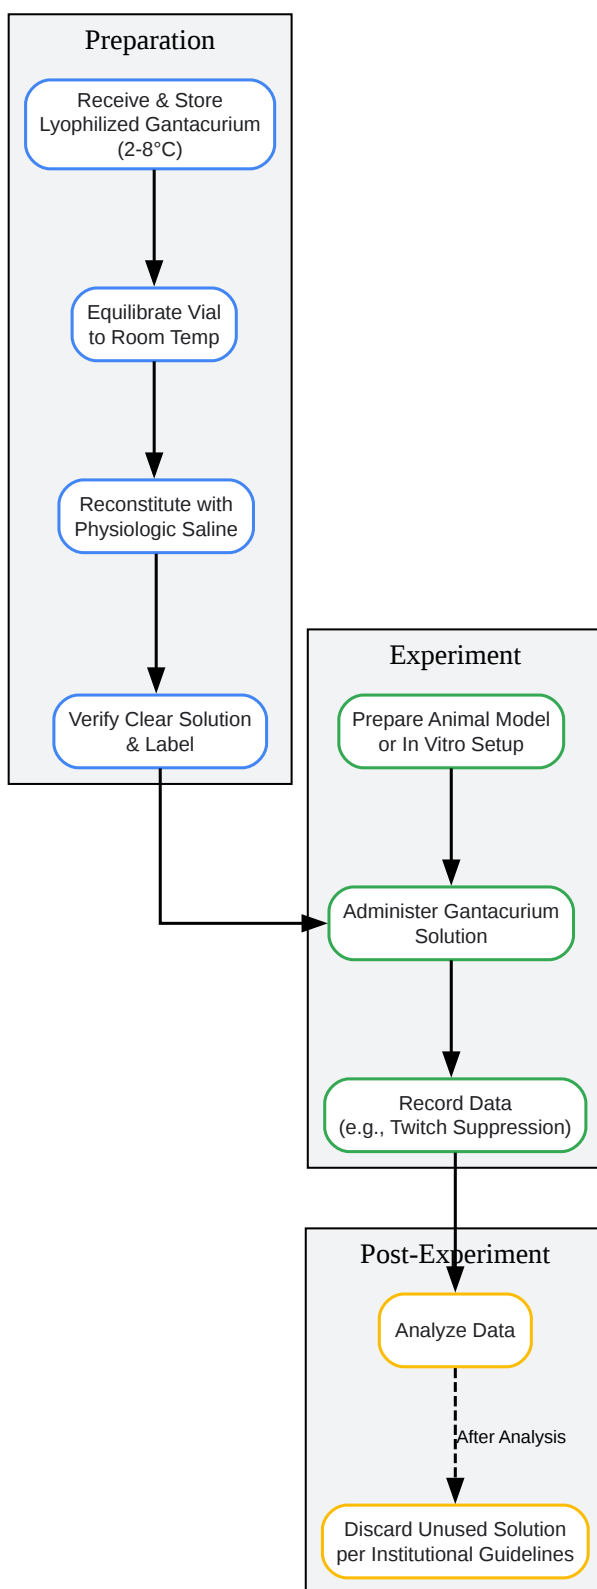 Preparation
Receive & Store
Lyophilized Gantacurium
(2-8°C)
Equilibrate Vial
to Room Temp
Reconstitute with
Physiologic Saline
Verify Clear Solution
& Label
Experiment
Prepare Animal Model
or In Vitro Setup
Administer Gantacurium
Solution
Record Data
(e.g., Twitch Suppression)
Post-Experiment
Analyze Data
After Analysis
Discard Unused Solution
per Institutional Guidelines